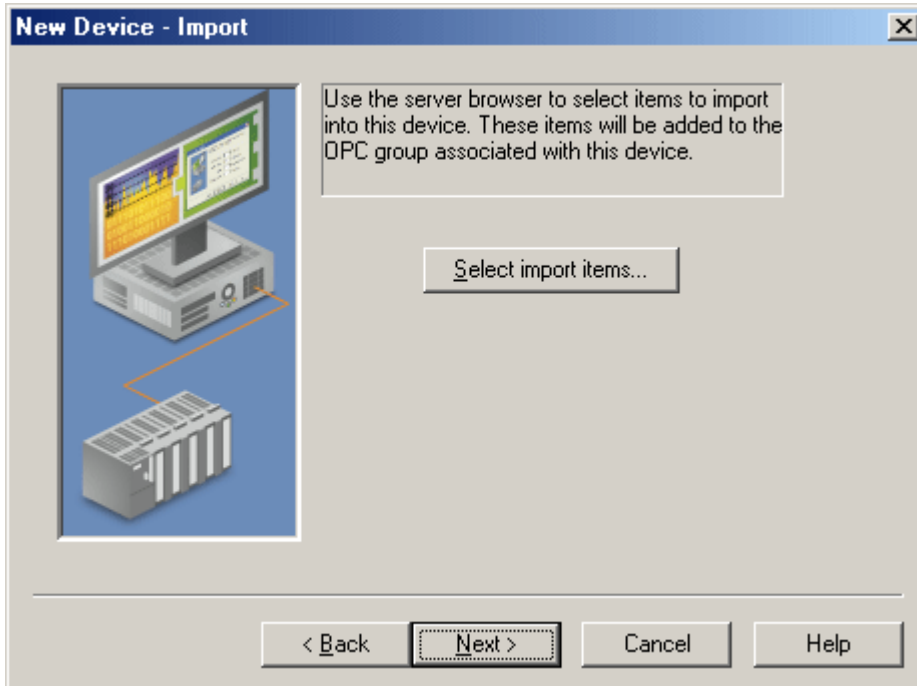 New Device - Import
Use the server browser to select items to import
into this device. These items will be added to the
OPC group associated with this device.
Select import items...
< Back
Next >
Cancel
Help